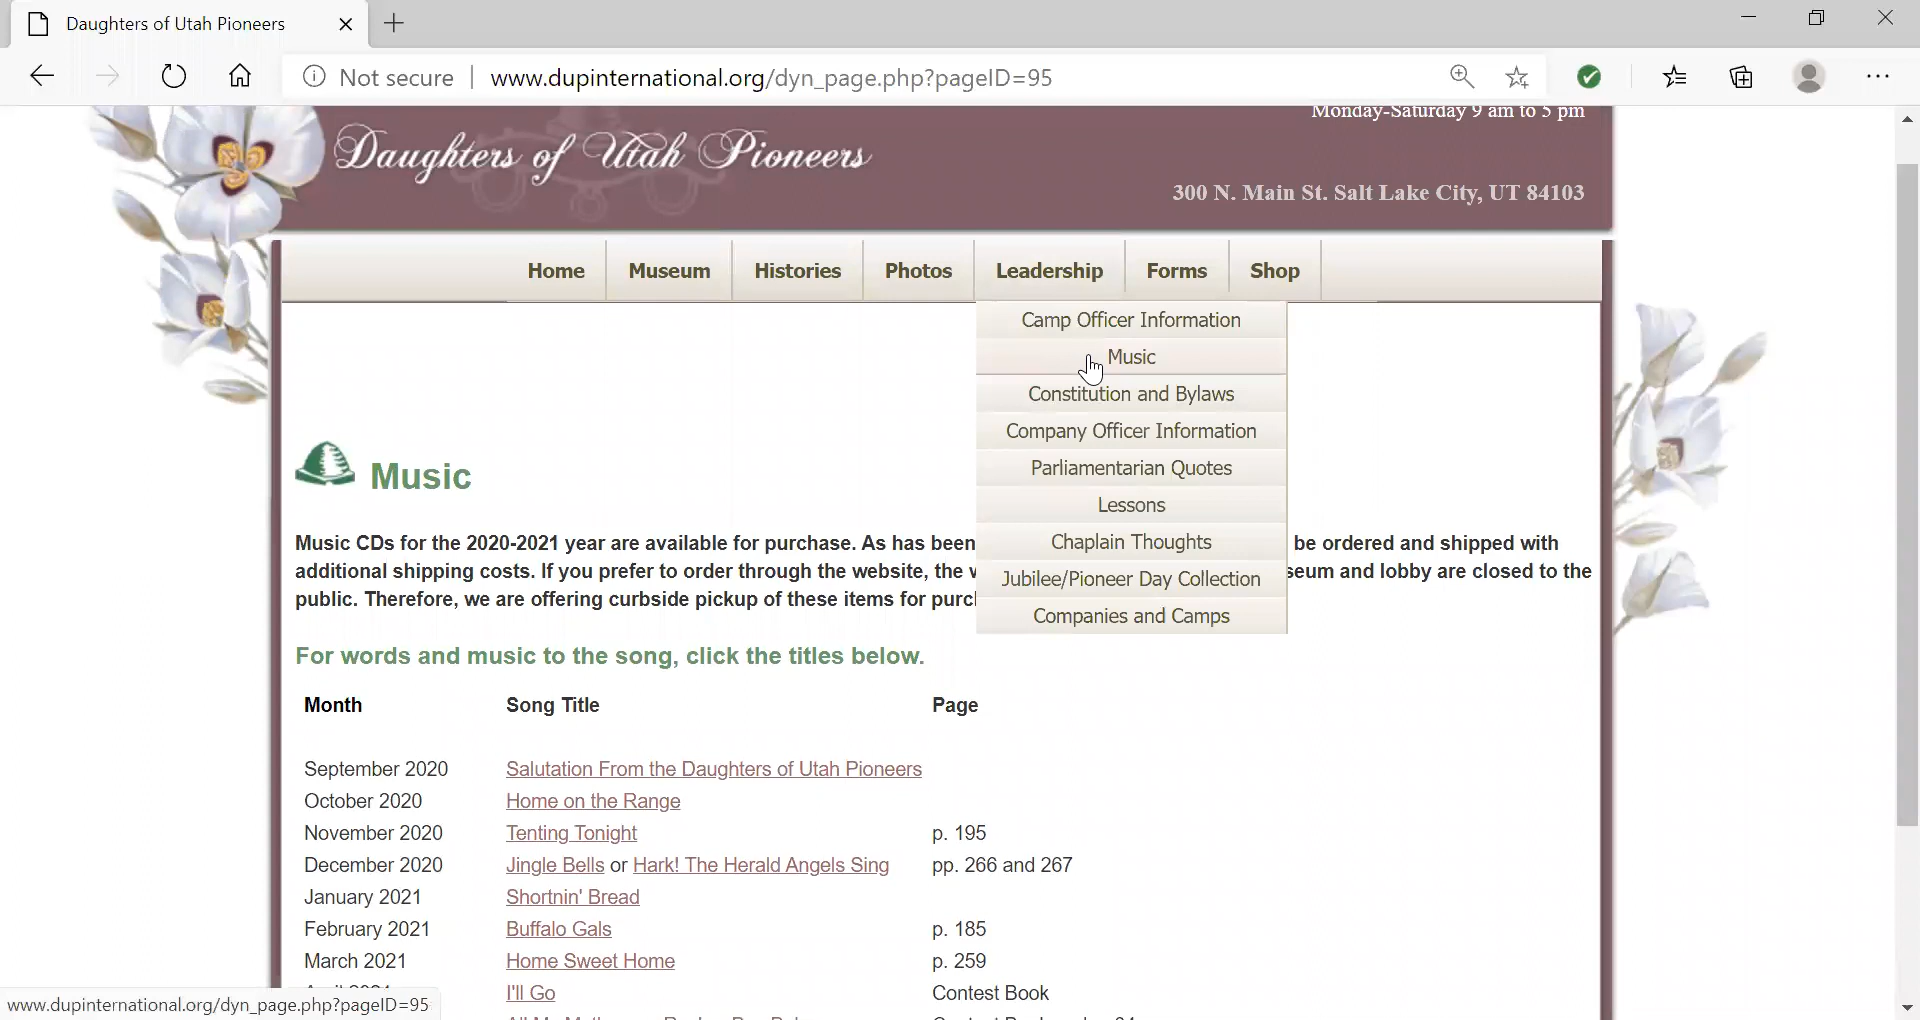 Daughters of Utah Pioneers
Not secure www.dupinternational.org/dyn_page.php?pageID=95
Monday-Saturday 9 am to 5 pm
Daughters of Utah Pioneers
300 N. Main St. Salt Lake City, UT 84103
Home Museum Histories Photos Leadership Forms Shop
Camp Officer Information
Music
Constitution and Bylaws
Company Officer Information
Parliamentarian Quotes
Lessons
Chaplain Thoughts
Jubilee/Pioneer Day Collection
Companies and Camps
Music
Music CDs for the 2020-2021 year are available for purchase. As has been be ordered and shipped with
additional shipping costs. If you prefer to order through the website, the and lobby are closed to the
public. Therefore, we are offering curbside pickup of these items for
For words and music to the song, click the titles below.
Month Song Title Page
September 2020 Salutation From the Daughters of Utah Pioneers
October 2020 Home on the Range
November 2020 Tenting Tonight p. 195
December 2020 Jingle Bells or Hark! The Herald Angels Sing pp. 266 and 267
January 2021 Shortnin' Bread
February 2021 Buffalo Gals p. 185
March 2021 Home Sweet Home p. 259
I'll Go Contest Book
www.dupinternational.org/dyn_page.php?pageID=95